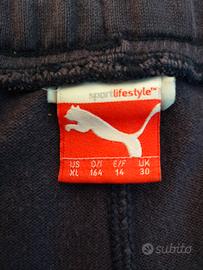 sportlifestyle™
US D/I E/F UK
XL 164 14 30
subito